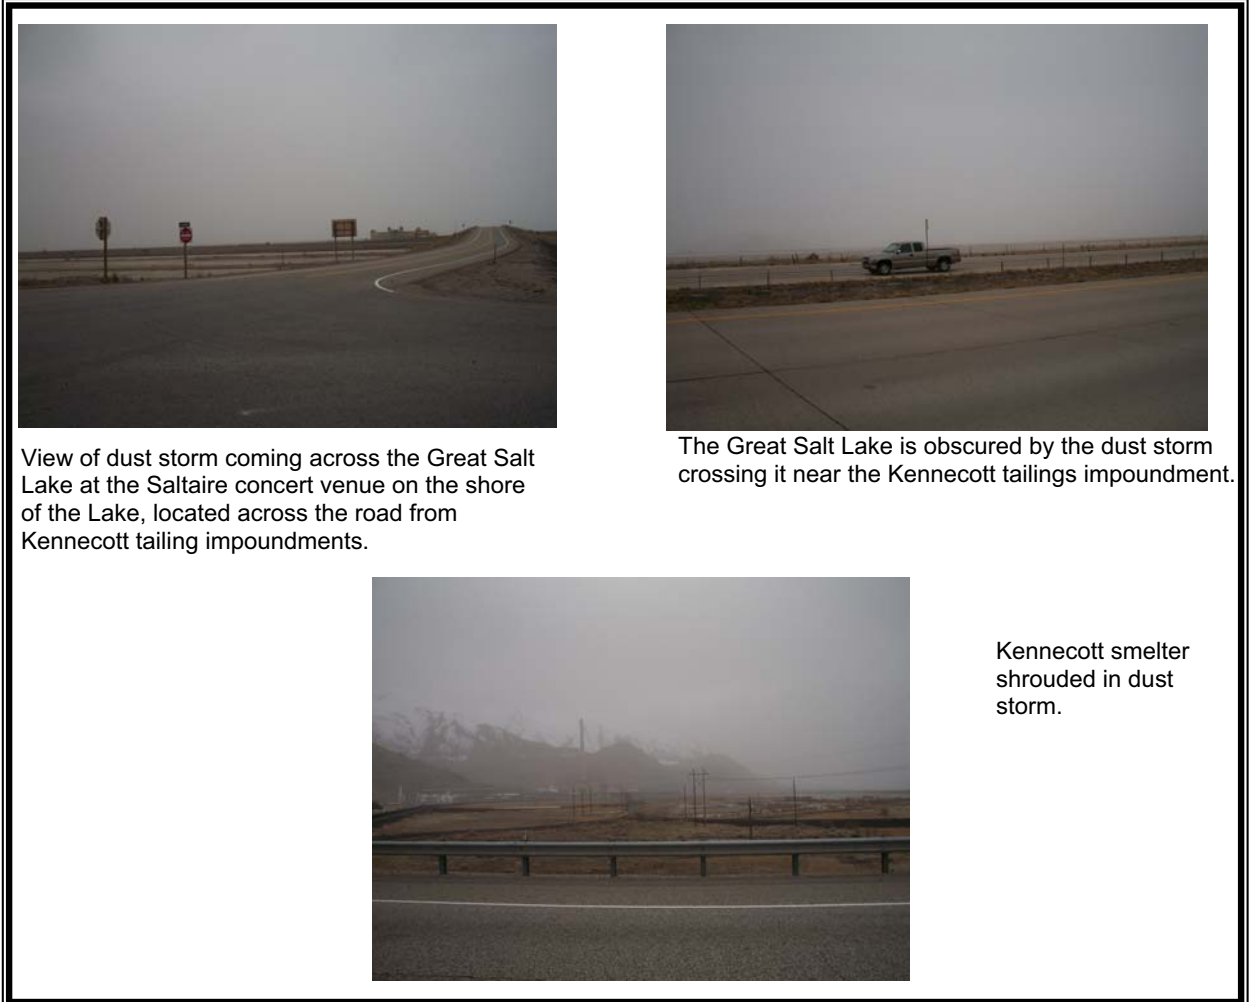 View of dust storm coming across the Great Salt
Lake at the Saltaire concert venue on the shore
of the Lake, located across the road from
Kennecott tailing impoundments.
The Great Salt Lake is obscured by the dust storm
crossing it near the Kennecott tailings impoundment.
Kennecott smelter
shrouded in dust
storm.